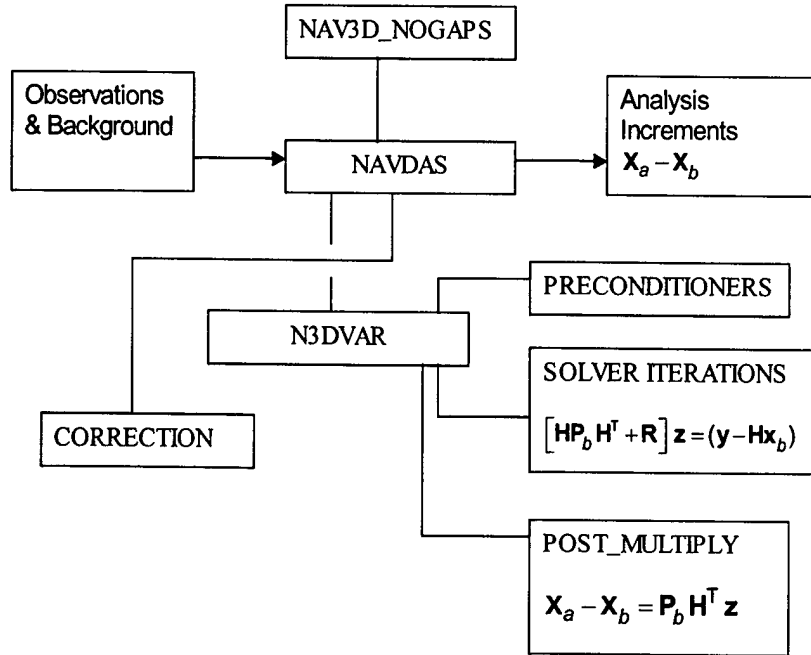 NAV3D_NOGAPS
Observations
& Background
NAVDAS
Analysis
Increments
X_a − X_b
PRECONDITIONERS
N3DVAR
SOLVER ITERATIONS
[HP_b H^T + R] z = (y − Hx_b)
CORRECTION
POST_MULTIPLY
X_a − X_b = P_b H^T z